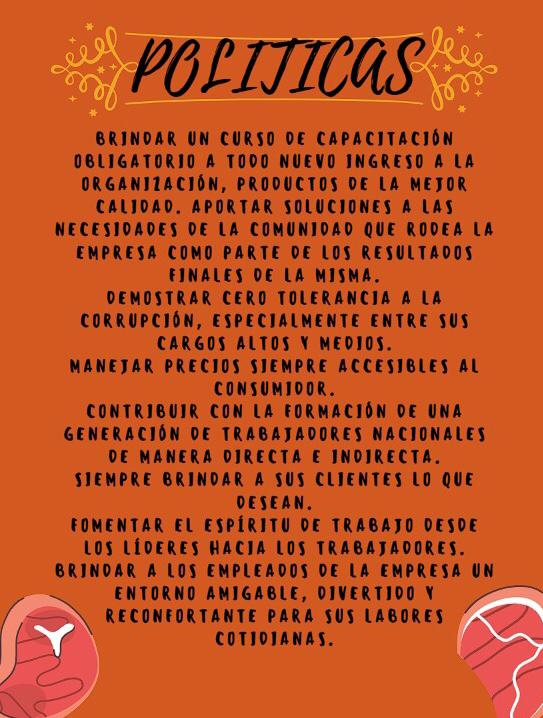 POLITICAS
BRINDAR UN CURSO DE CAPACITACIÓN
OBLIGATORIO A TODO NUEVO INGRESO A LA
ORGANIZACIÓN, PRODUCTOS DE LA MEJOR
CALIDAD. APORTAR SOLUCIONES A LAS
NECESIDADES DE LA COMUNIDAD QUE RODEA LA
EMPRESA COMO PARTE DE LOS RESULTADOS
FINALES DE LA MISMA.
DEMOSTRAR CERO TOLERANCIA A LA
CORRUPCIÓN, ESPECIALMENTE ENTRE SUS
CARGOS ALTOS Y MEDIOS.
MANEJAR PRECIOS SIEMPRE ACCESIBLES AL
CONSUMIDOR.
CONTRIBUIR CON LA FORMACIÓN DE UNA
GENERACIÓN DE TRABAJADORES NACIONALES
DE MANERA DIRECTA E INDIRECTA.
SIEMPRE BRINDAR A SUS CLIENTES LO QUE
DESEAN.
FOMENTAR EL ESPÍRITU DE TRABAJO DESDE
LOS LÍDERES HACIA LOS TRABAJADORES.
BRINDAR A LOS EMPLEADOS DE LA EMPRESA UN
ENTORNO AMIGABLE, DIVERTIDO Y
RECONFORTANTE PARA SUS LABORES
COTIDIANAS.